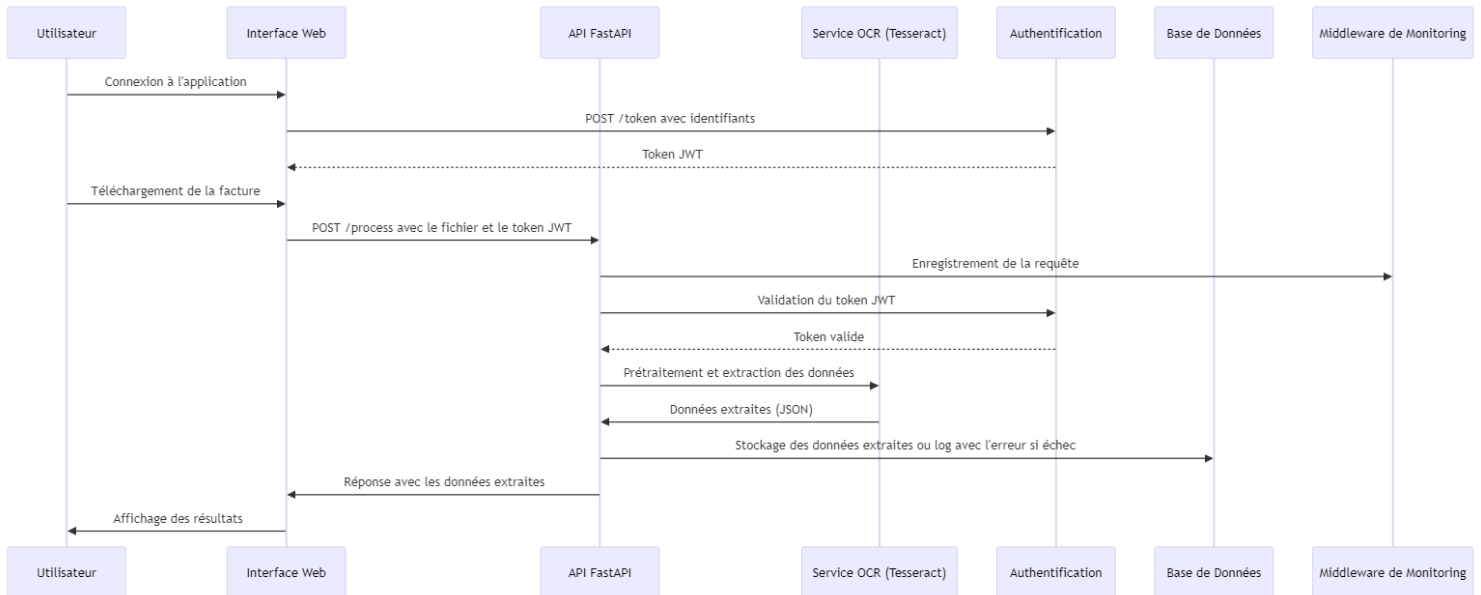 Utilisateur
Interface Web
API FastAPI
Service OCR (Tesseract)
Authentification
Base de Données
Middleware de Monitoring
Connexion à l'application
POST /token avec identifiants
Token JWT
Téléchargement de la facture
POST /process avec le fichier et le token JWT
Enregistrement de la requête
Validation du token JWT
Token valide
Prétraitement et extraction des données
Données extraites (JSON)
Stockage des données extraites ou log avec l'erreur si échec
Réponse avec les données extraites
Affichage des résultats
Utilisateur
Interface Web
API FastAPI
Service OCR (Tesseract)
Authentification
Base de Données
Middleware de Monitoring